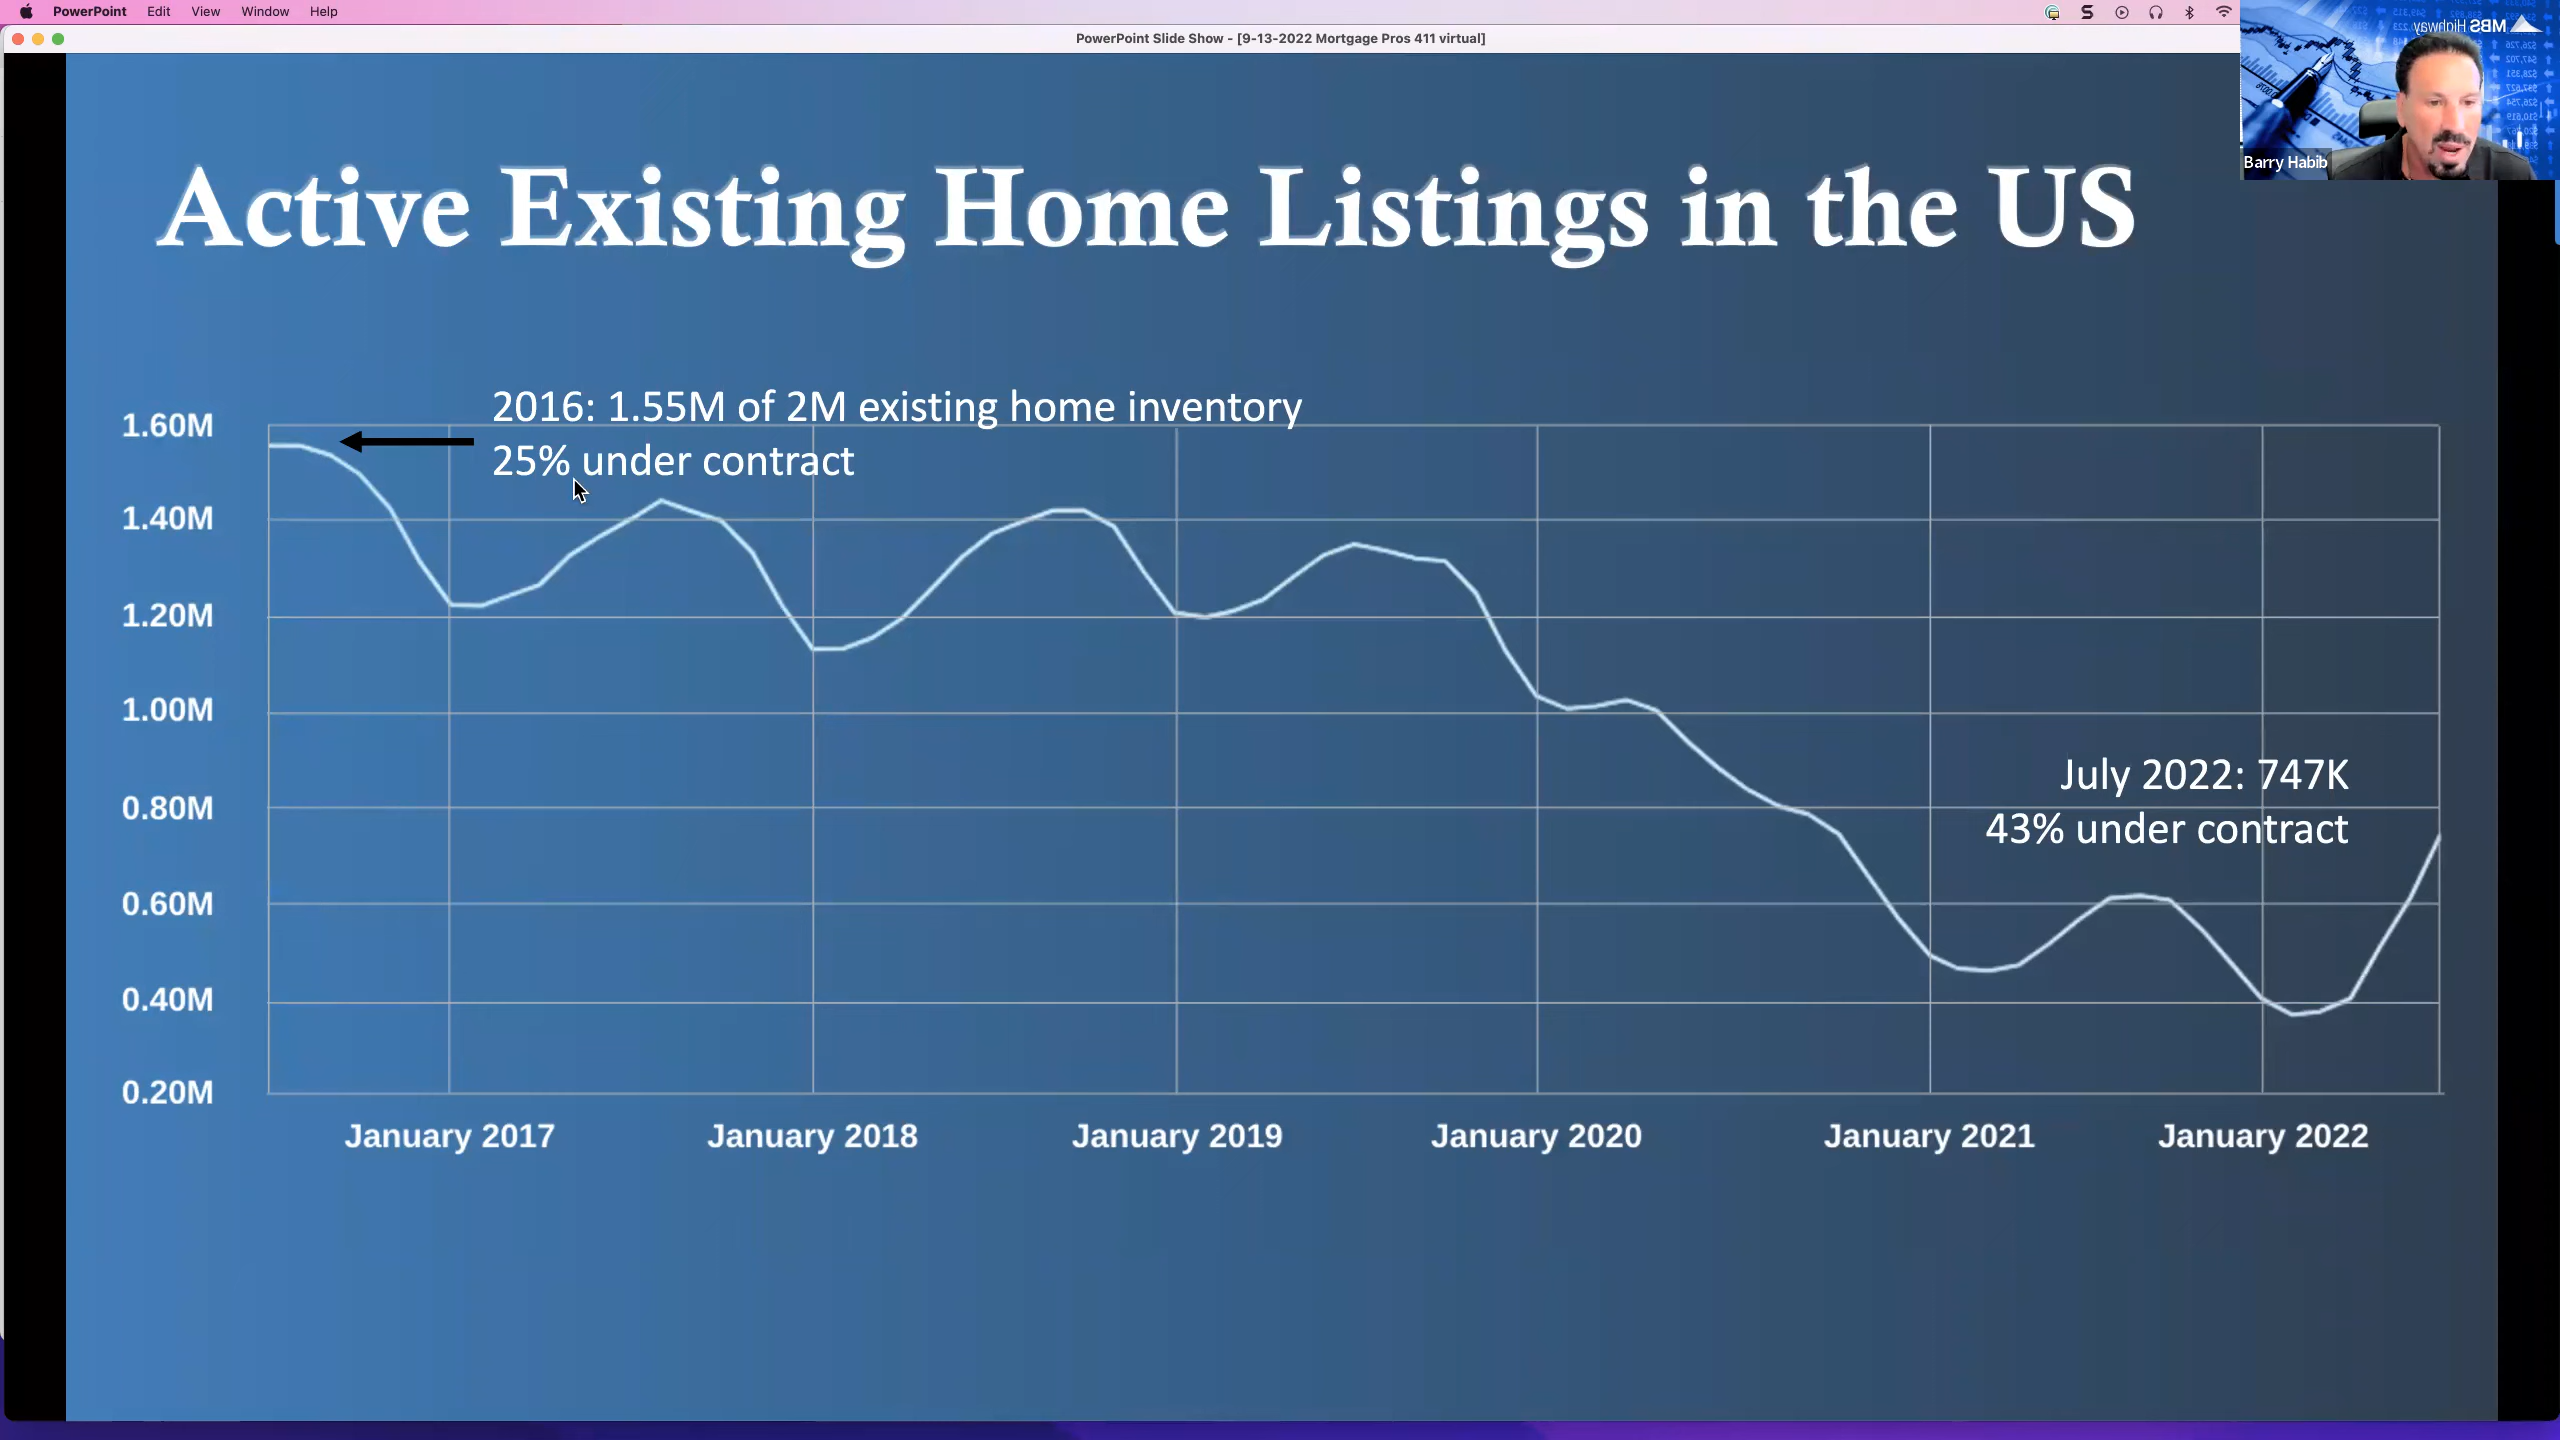 PowerPoint Edit View Window Help
PowerPoint Slide Show - [9-13-2022 Mortgage Pros 411 virtual]
MBS Highway
Barry Habib
Active Existing Home Listings in the US
2016: 1.55M of 2M existing home inventory
25% under contract
1.60M
1.40M
1.20M
1.00M
0.80M
0.60M
0.40M
0.20M
July 2022: 747K
43% under contract
January 2017
January 2018
January 2019
January 2020
January 2021
January 2022